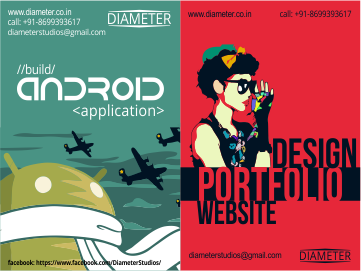 www.diameter.co.in
call: +91-8699393617
diameterstudios@gmail.com
DIAMETER
//build/
ANDROID
<application>
facebook: https://www.facebook.com/DiameterStudios/
www.diameter.co.in
call: +91-8699393617
DESIGN
PORTFOLIO
WEBSITE
diameterstudios@gmail.com
DIAMETER